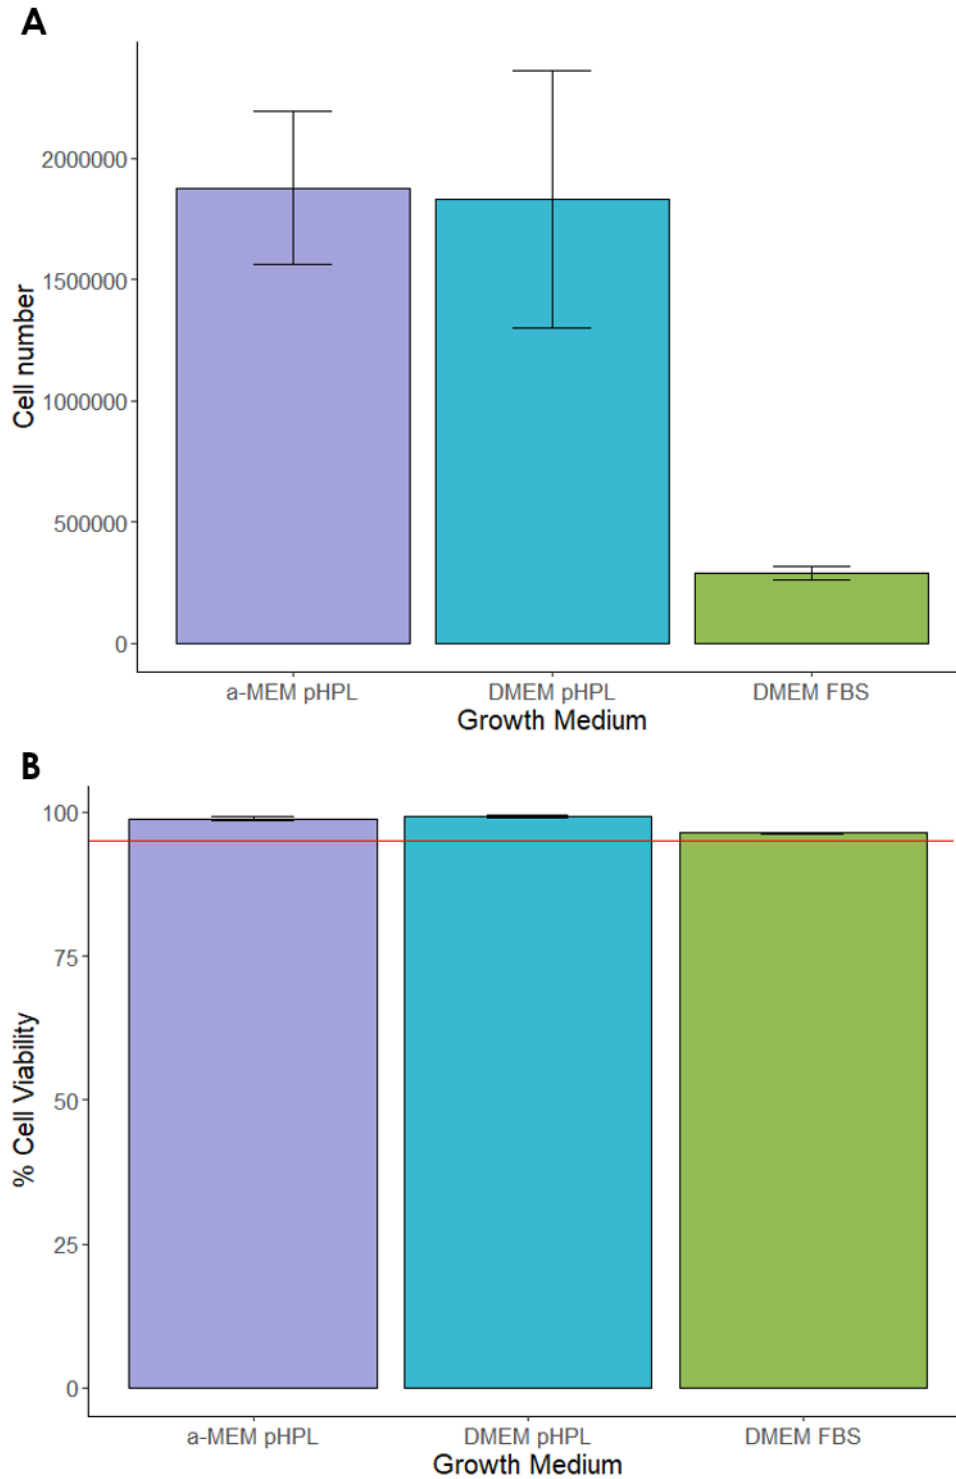 A
Cell number
2000000
1500000
1000000
500000
0
a-MEM pHPL DMEM pHPL DMEM FBS
Growth Medium
B
% Cell Viability
100
75
50
25
0
a-MEM pHPL DMEM pHPL DMEM FBS
Growth Medium